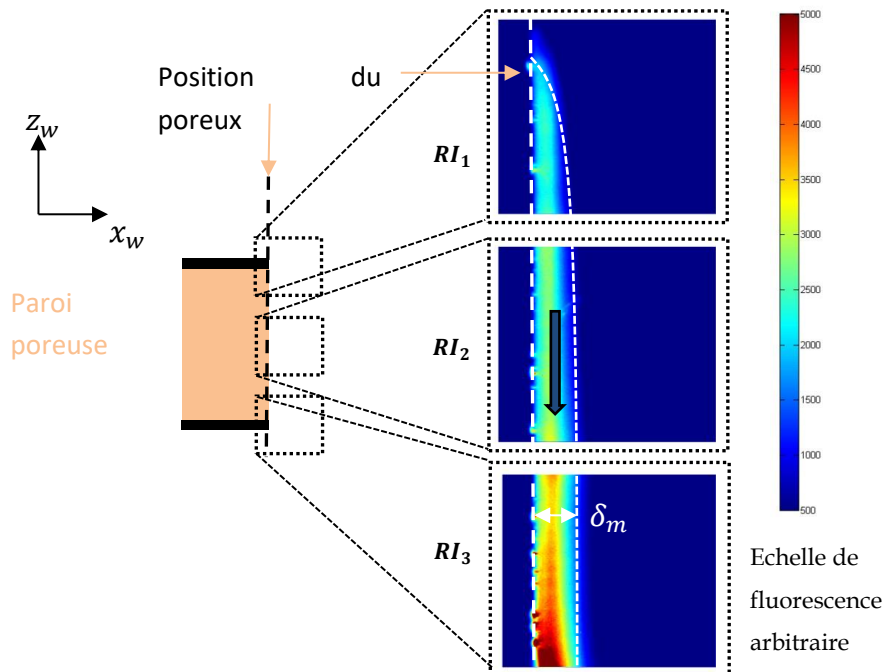 Position du
poreux
z_w
x_w
Paroi
poreuse
RI_1
RI_2
RI_3
δ_m
5000
4500
4000
3500
3000
2500
2000
1500
1000
500
Echelle de
fluorescence
arbitraire